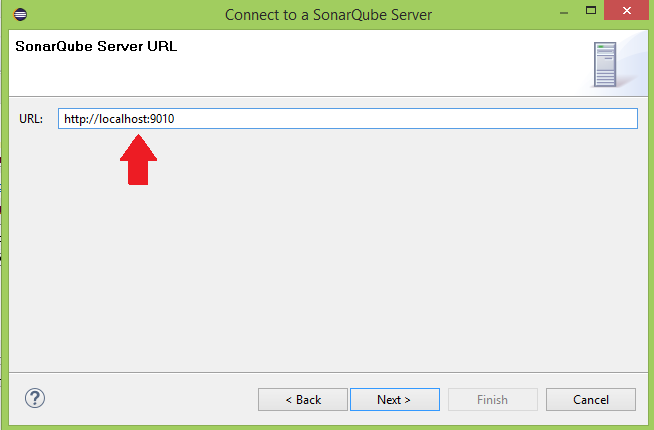 Connect to a SonarQube Server
SonarQube Server URL
URL: http://localhost:9010
< Back Next > Finish Cancel